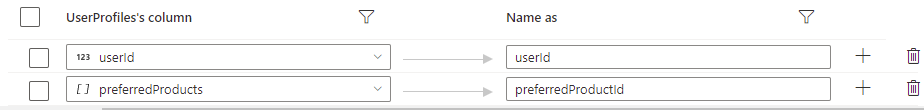 UserProfiles's column Name as
123 userId userId
[ ] preferredProducts preferredProductId